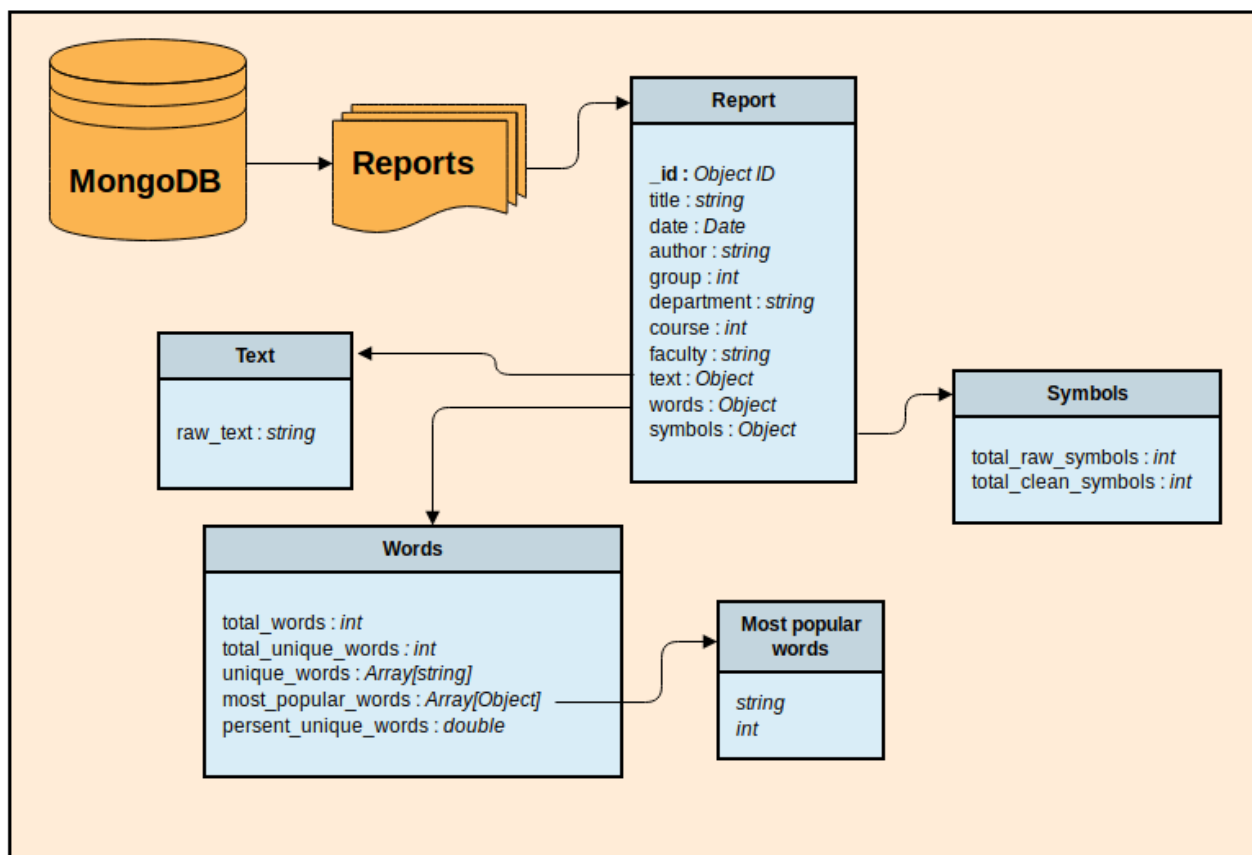 MongoDB
Reports
Report
_id : Object ID
title : string
date : Date
author : string
group : int
department : string
course : int
faculty : string
text : Object
words : Object
symbols : Object
Text
raw_text : string
Symbols
total_raw_symbols : int
total_clean_symbols : int
Words
total_words : int
total_unique_words : int
unique_words : Array[string]
most_popular_words : Array[Object]
persent_unique_words : double
Most popular
words
string
int